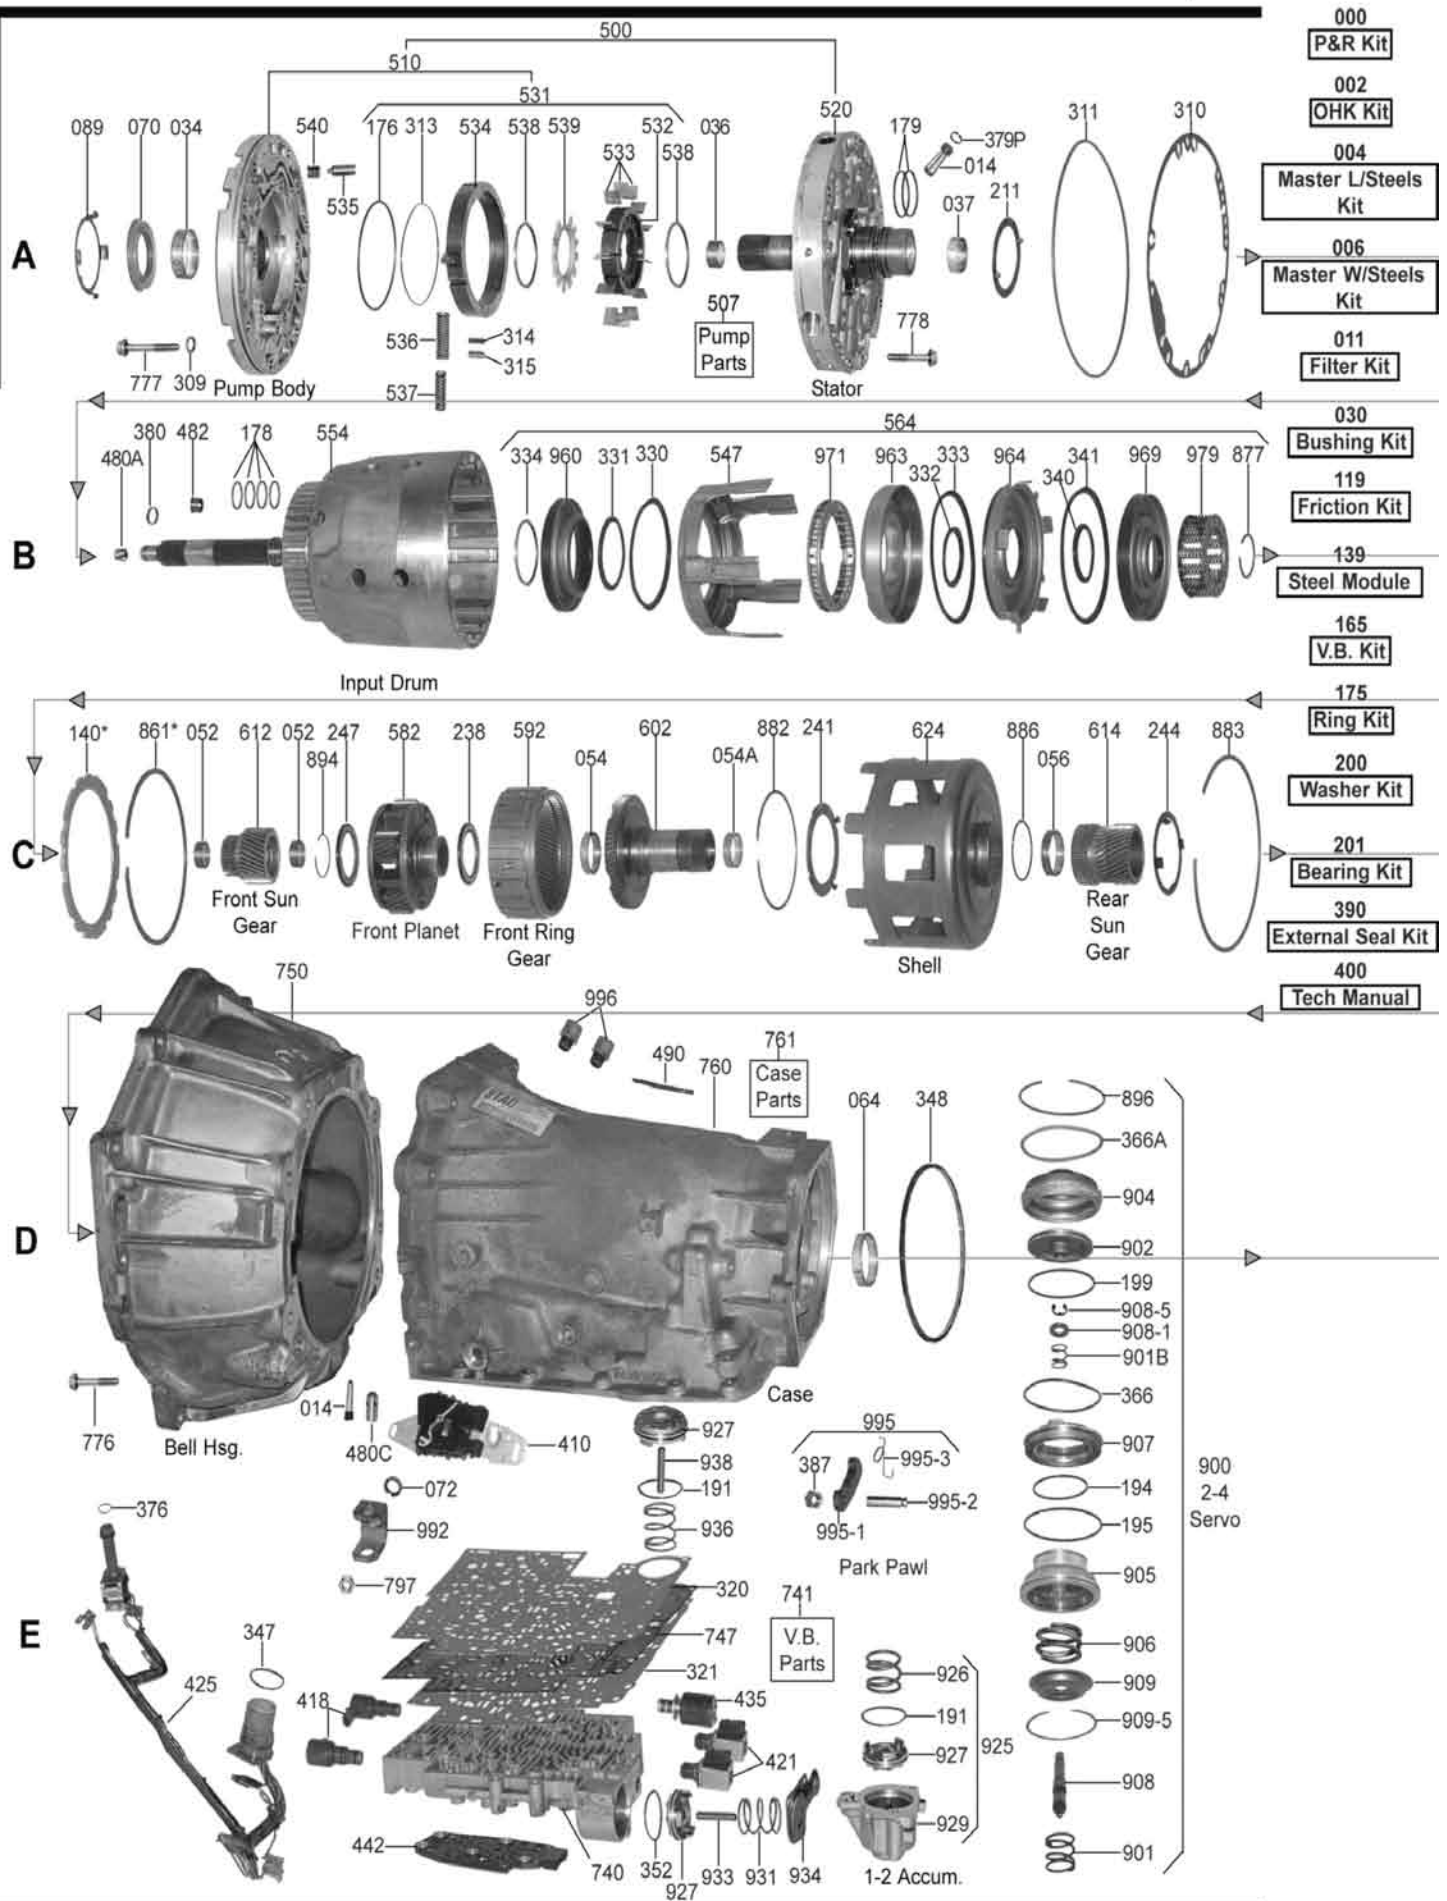 000
P&R Kit
002
OHK Kit
004
Master L/Steels
Kit
006
Master W/Steels
Kit
011
Filter Kit
030
Bushing Kit
119
Friction Kit
139
Steel Module
165
V.B. Kit
175
Ring Kit
200
Washer Kit
201
Bearing Kit
390
External Seal Kit
400
Tech Manual
A
500
510
531
089 070 034 540 176 313 534 538 539 532 036 520 179 311 310
533 538 379P
014
535 211
037
507
Pump
Parts
536 314
315
537
778
777 309 Pump Body Stator
B
564
480A 380 482 178 554 334 960 331 330 547 971 963 333 964 341 969 979 877
332 340
Input Drum
C
140* 861* 052 612 052 247 582 238 592 602 882 241 624 886 614 244 883
894 054 054A 056
Front Sun
Gear
Front Planet
Front Ring
Gear
Shell
Rear
Sun
Gear
D
750
996
490 760
761
Case
Parts
064 348
896
366A
904
902
199
908-5
908-1
901B
366
907
194
195
905
906
909
909-5
908
901
900
2-4
Servo
776
Bell Hsg.
014
480C
410
Case
927
938
191
936
995
387 995-3
995-2
995-1
Park Pawl
E
376
072
992
797
347
425
320
747
321
741
V.B.
Parts
418
435
421
442
740
352
927
933 931 934
926
191
927
925
929
1-2 Accum.